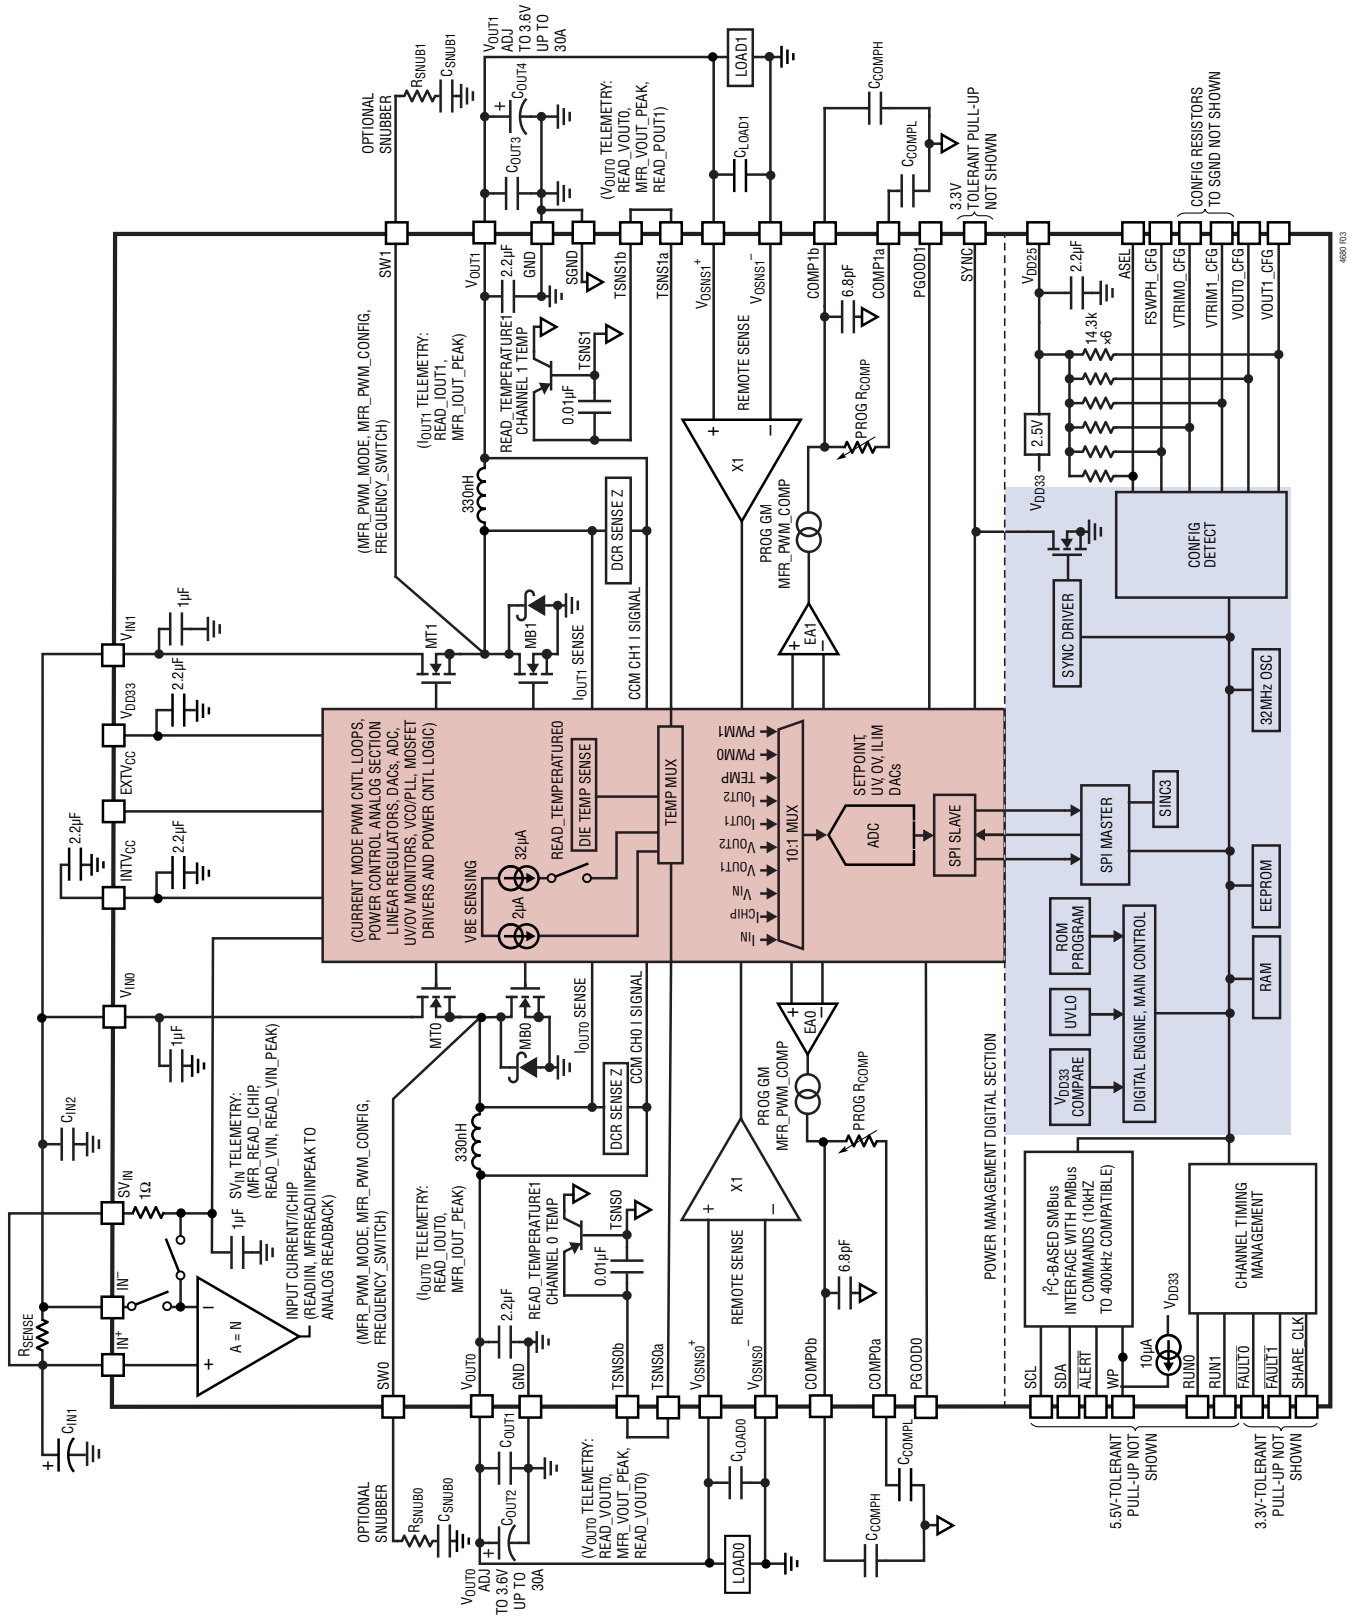 VOUT1
ADJ
TO 3.6V
UP TO
30A
RSNUB1
CSNUB1
OPTIONAL
SNUBBER
COUT4
+
COUT3
(VOUT0 TELEMETRY:
READ_VOUT0,
MFR_VOUT_PEAK,
READ_POUT1)
LOAD1
CLOAD1
CCOMPH
CCOMPL
3.3V
TOLERANT PULL-UP
NOT SHOWN
CONFIG RESISTORS
TO SGND NOT SHOWN
SW1
VOUT1
2.2µF
GND
SGND
TSNS1b
TSNS1a
VOSNS1+
VOSNS1–
COMP1b
6.8pF
COMP1a
PGOOD1
SYNC
VDD25
2.2µF
ASEL
FSWPH_CFG
VTRIM0_CFG
VTRIM1_CFG
VOUT0_CFG
VOUT1_CFG
4680 F03
(MFR_PWM_MODE, MFR_PWM_CONFIG,
FREQUENCY_SWITCH)
(IOUT1 TELEMETRY:
READ_IOUT1,
MFR_IOUT_PEAK)
READ_TEMPERATURE1
CHANNEL 1 TEMP
0.01µF
TSNS1
330nH
DCR SENSE Z
REMOTE SENSE
+
–
X1
PROG RCOMP
PROG GM
MFR_PWM_COMP
14.3k
×6
2.5V
VDD33
CONFIG
DETECT
SYNC DRIVER
32MHz OSC
VIN1
1µF
VDD33
2.2µF
EXTVCC
INTVCC
2.2µF
2.2µF
MT1
MB1
IOUT1 SENSE
CCM CH1 I SIGNAL
EA1
+
–
(CURRENT MODE PWM CNTL LOOPS,
POWER CONTROL ANALOG SECTION
LINEAR REGULATORS, DACs, ADC,
UV/OV MONITORS, VCO/PLL, MOSFET
DRIVERS AND POWER CNTL LOGIC)
VBE SENSING
2µA
32µA
READ_TEMPERATURE0
DIE TEMP SENSE
TEMP MUX
PWM1
PWM0
TEMP
IOUT2
IOUT1
VOUT2
VOUT1
VIN
ICHIP
IIN
10:1 MUX
ADC
SETPOINT,
UV, OV, ILIM
DACs
SPI SLAVE
SPI MASTER
SINC3
EEPROM
RAM
ROM
PROGRAM
UVLO
VDD33
COMPARE
DIGITAL ENGINE, MAIN CONTROL
VIN0
1µF
MT0
MB0
IOUT0 SENSE
CCM CH0 I SIGNAL
EA0
+
–
CIN2
SVIN
1Ω
1µF
SVIN TELEMETRY:
(MFR_READ_ICHIP,
READ_VIN, READ_VIN_PEAK)
IN–
IN+
RSENSE
CIN1
+
A = N
–
+
INPUT CURRENT/ICHIP
(READIIN, MFRREADIINPEAK TO
ANALOG READBACK)
(MFR_PWM_MODE, MFR_PWM_CONFIG,
FREQUENCY_SWITCH)
330nH
DCR SENSE Z
(IOUT0 TELEMETRY:
READ_IOUT0,
MFR_IOUT_PEAK)
READ_TEMPERATURE1
CHANNEL 0 TEMP
0.01µF
TSNS0
X1
+
–
REMOTE SENSE
PROG GM
MFR_PWM_COMP
PROG RCOMP
6.8pF
POWER MANAGEMENT DIGITAL SECTION
I2C-BASED SMBus
INTERFACE WITH PMBus
COMMANDS (10kHZ
TO 400kHz COMPATIBLE)
CHANNEL TIMING
MANAGEMENT
VDD33
10µA
SW0
VOUT0
2.2µF
GND
TSNS0b
TSNS0a
VOSNS0+
VOSNS0–
COMP0b
COMP0a
PGOOD0
SCL
SDA
ALERT
WP
RUN0
RUN1
FAULT0
FAULT1
SHARE_CLK
OPTIONAL
SNUBBER
RSNUB0
CSNUB0
COUT1
COUT2
+
VOUT0
ADJ
TO 3.6V
UP TO
30A
(VOUT0 TELEMETRY:
READ_VOUT0,
MFR_VOUT_PEAK,
READ_VOUT0)
LOAD0
CLOAD0
CCOMPH
CCOMPL
5.5V-TOLERANT
PULL-UP NOT
SHOWN
3.3V-TOLERANT
PULL-UP NOT
SHOWN